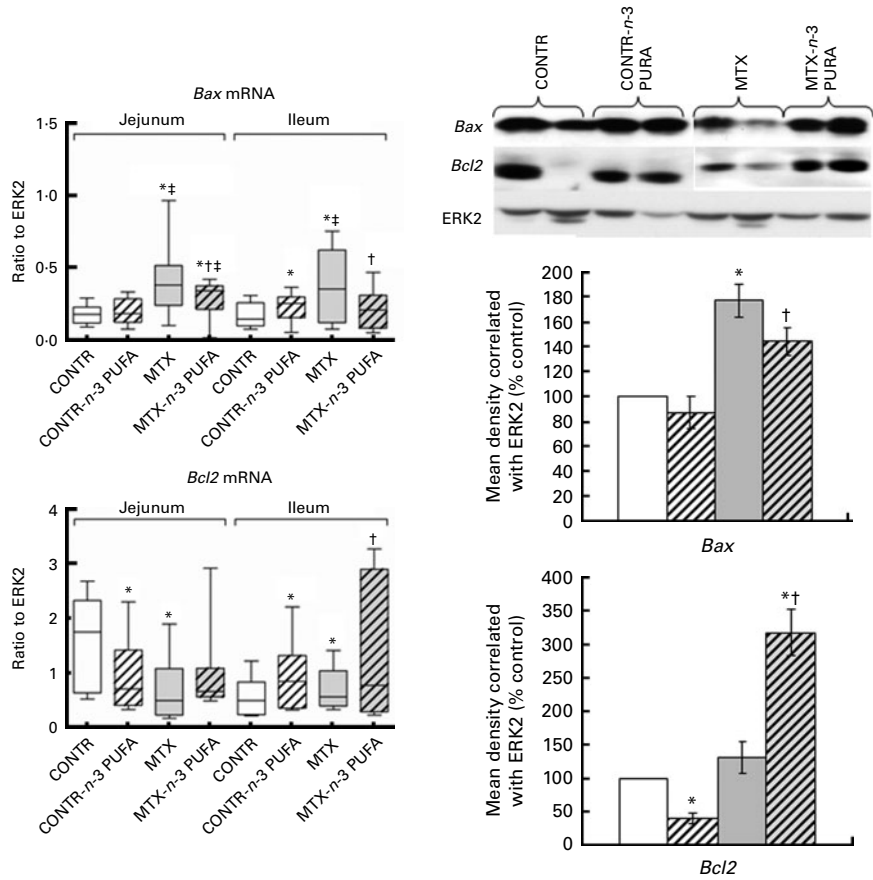 Bax mRNA
Jejunum
Ileum
Ratio to ERK2
1·5
1·0
0·5
0·0
*‡
*†‡
*
*‡
†
CONTR
CONTR-n-3 PUFA
MTX
MTX-n-3 PUFA
CONTR
CONTR-n-3 PUFA
MTX
MTX-n-3 PUFA
Bcl2 mRNA
Jejunum
Ileum
Ratio to ERK2
4
3
2
1
0
*
*
*
*
†
CONTR
CONTR-n-3 PUFA
MTX
MTX-n-3 PUFA
CONTR
CONTR-n-3 PUFA
MTX
MTX-n-3 PUFA
CONTR
CONTR-n-3
PURA
MTX
MTX-n-3
PURA
Bax
Bcl2
ERK2
Mean density correlated
with ERK2 (% control)
200
180
160
140
120
100
80
60
40
20
0
*
†
Bax
Mean density correlated
with ERK2 (% control)
400
350
300
250
200
150
100
50
0
*
*†
Bcl2